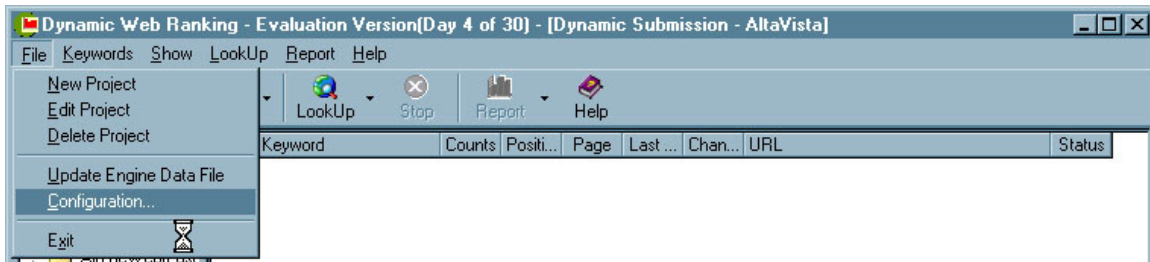 Dynamic Web Ranking - Evaluation Version(Day 4 of 30) - [Dynamic Submission - AltaVista]
File Keywords Show LookUp Report Help
New Project
Edit Project
Delete Project
Update Engine Data File
Configuration...
Exit
LookUp Stop Report Help
Keyword Counts Positi... Page Last ... Chan... URL Status